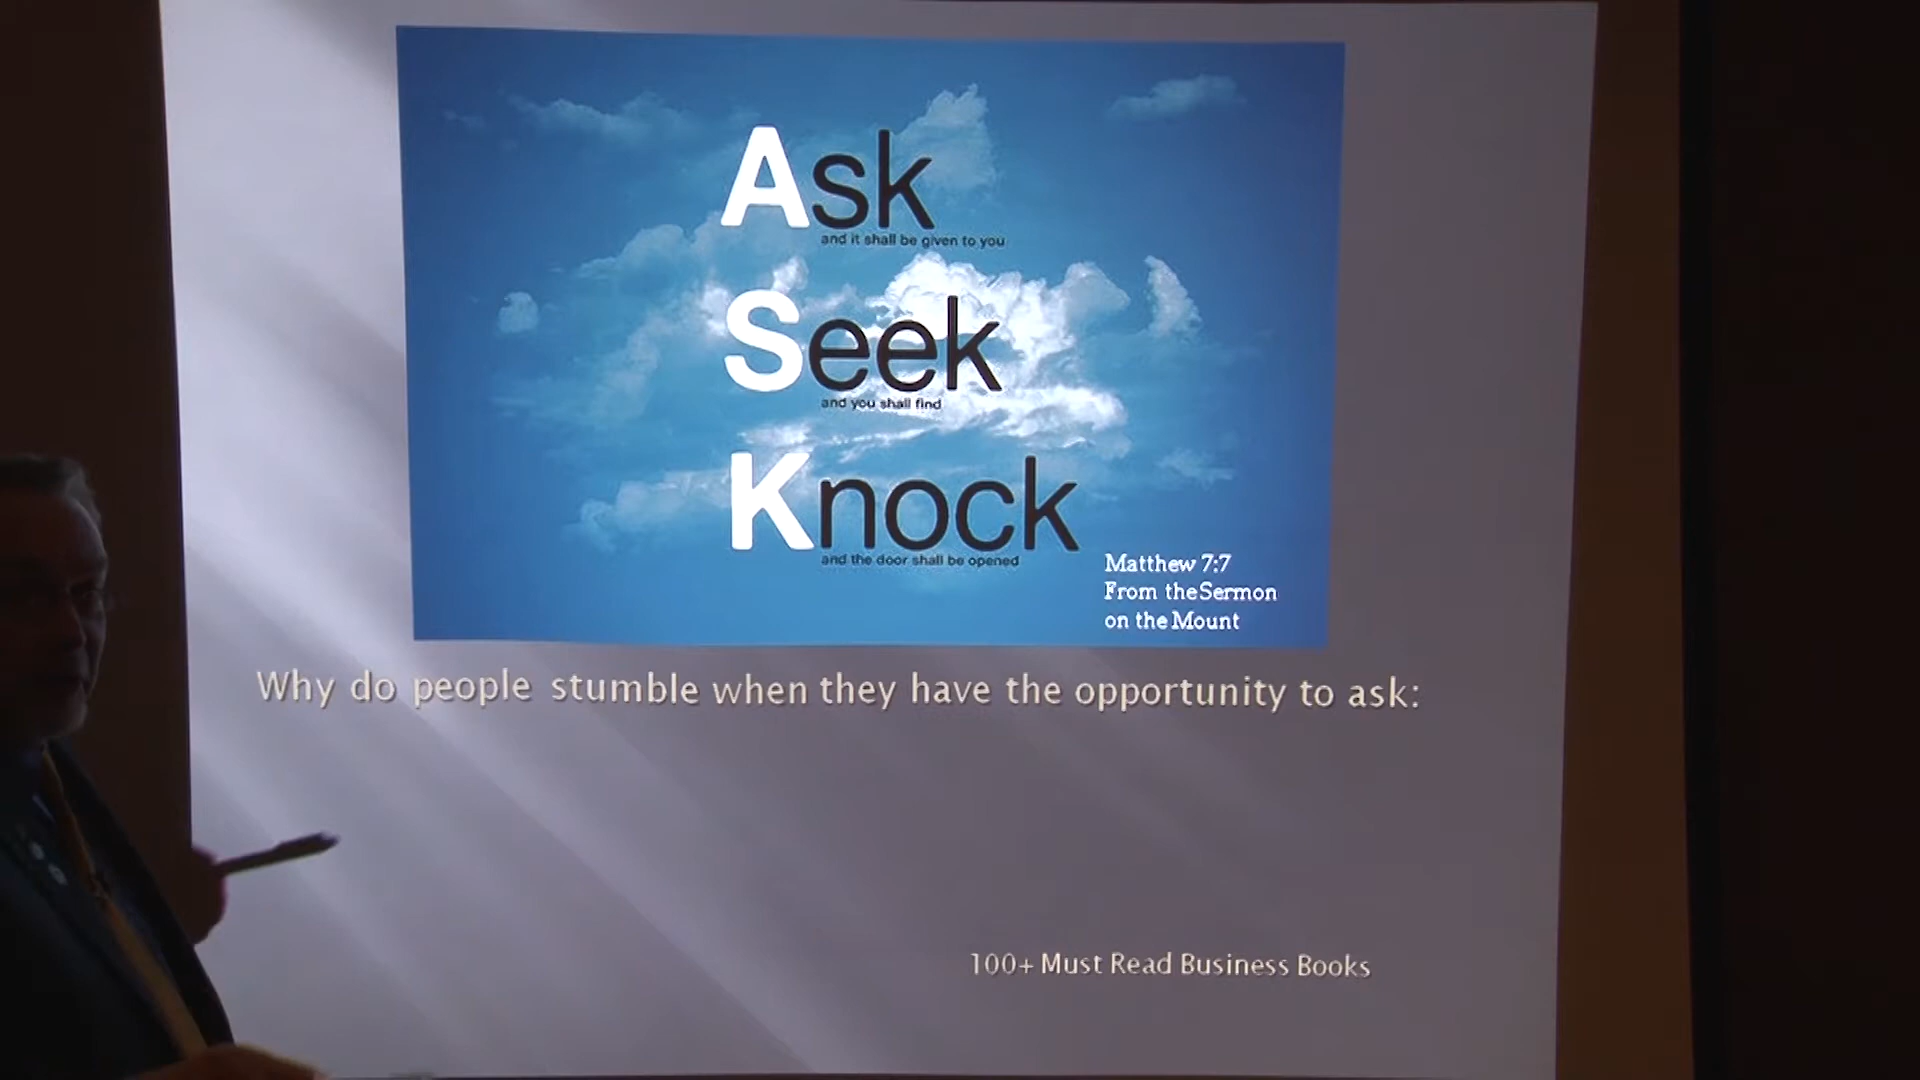 Ask
and it shall be given to you
Seek
and you shall find
Knock
and the door shall be opened
Matthew 7:7
From the Sermon
on the Mount
Why do people stumble when they have the opportunity to ask:
100+ Must Read Business Books